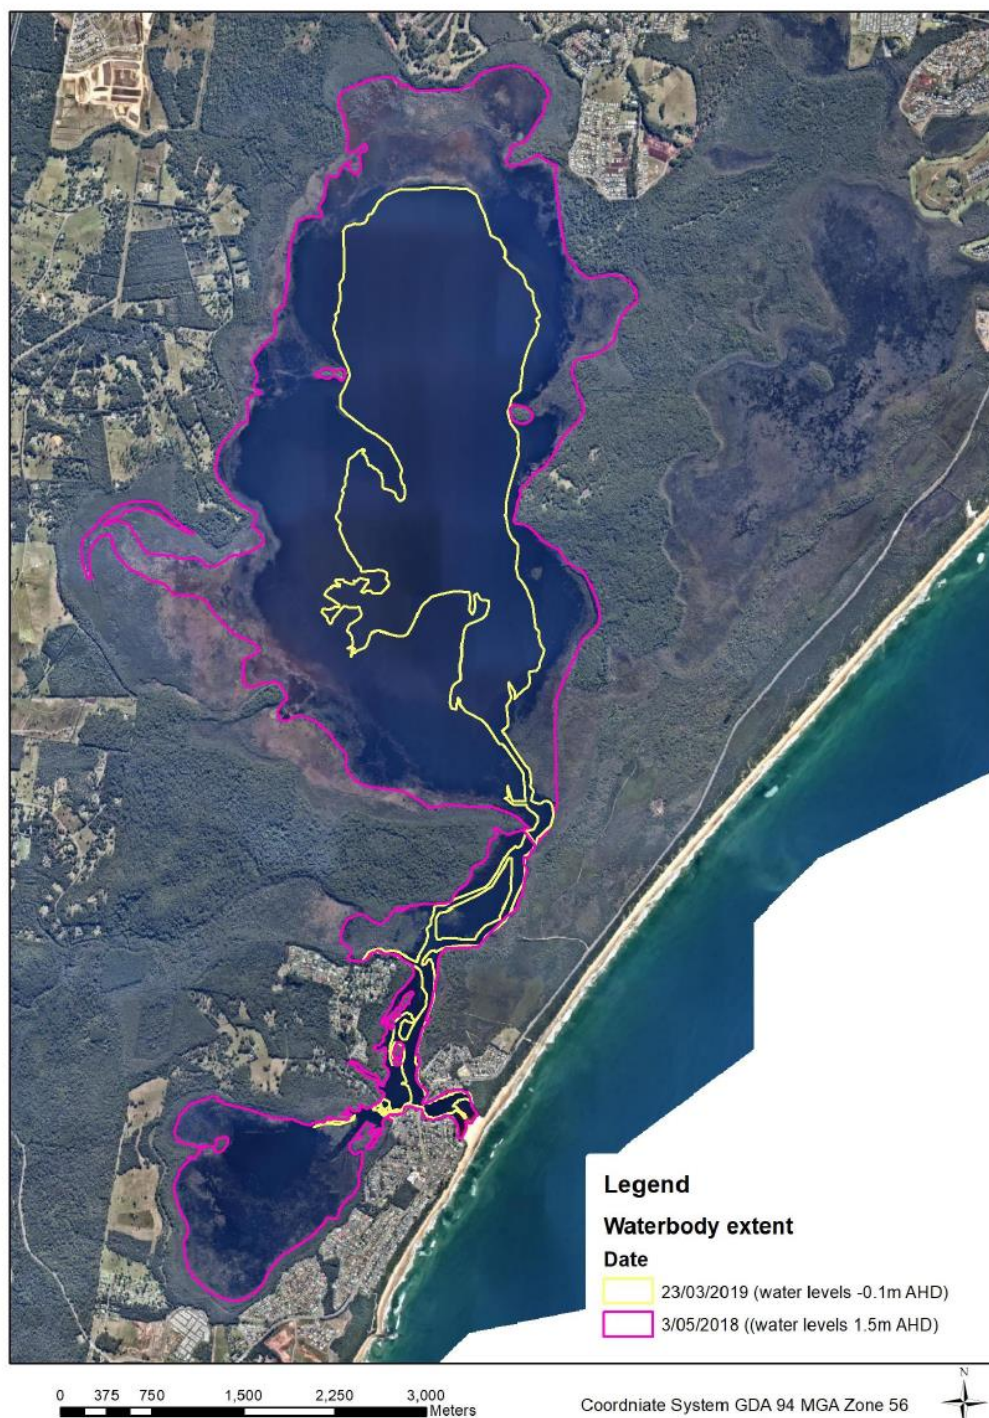 Legend
Waterbody extent
Date
23/03/2019 (water levels -0.1m AHD)
3/05/2018 ((water levels 1.5m AHD)
0 375 750 1,500 2,250 3,000
Meters
Coordniate System GDA 94 MGA Zone 56
N